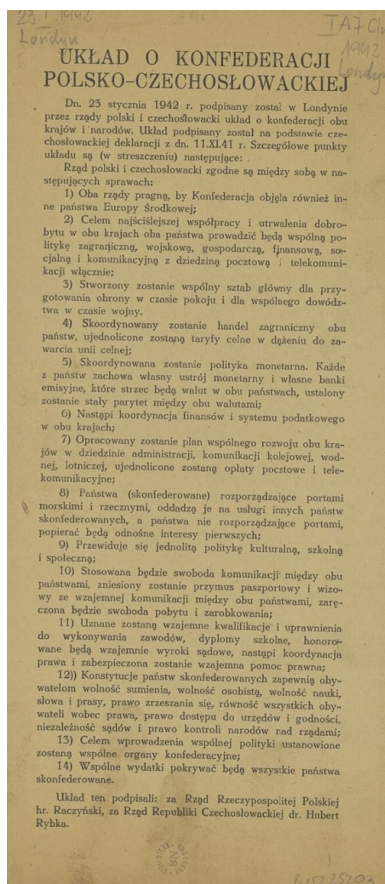 23 I 1942
Londyn
I A7
1942
Londyn
UKŁAD O KONFEDERACJI
POLSKO-CZECHOSŁOWACKIEJ
Dn. 23 stycznia 1942 r. podpisany został w Londynie
przez rządy polski i czechosłowacki układ o konfederacji obu
krajów i narodów. Układ podpisany został na podstawie cze-
chosłowackiej deklaracji z dn. 11.XI.41 r. Szczegółowe punkty
układu są (w streszczeniu) następujące:
Rząd polski i czechosłowacki zgodne są między sobą w na-
stępujących sprawach:
1) Oba rządy pragną, by Konfederacja objęła również in-
ne państwa Europy Środkowej;
2) Celem najściślejszej współpracy i utrwalenia dobro-
bytu w obu krajach oba państwa prowadzić będą wspólną po-
litykę zagraniczną, wojskową, gospodarczą, finansową, so-
cjalną i komunikacyjną z dziedziną pocztową i telekomuni-
kacji włącznie;
3) Stworzony zostanie wspólny sztab główny dla przy-
gotowania obrony w czasie pokoju i dla wspólnego dowódz-
twa w czasie wojny.
4) Skoordynowany zostanie handel zagraniczny obu
państw, ujednolicone zostaną taryfy celne w dążeniu do za-
warcia unii celnej;
5) Skoordynowana zostanie polityka monetarna. Każde
z państw zachowa własny ustrój monetarny i własne banki
emisyjne, które strzec będą walut w obu państwach, ustalony
zostanie stały parytet między obu walutami;
6) Nastąpi koordynacja finansów i systemu podatkowego
w obu krajach;
7) Opracowany zostanie plan wspólnego rozwoju obu kra-
jów w dziedzinie administracji, komunikacji kolejowej, wod-
nej, lotniczej, ujednolicone zostaną opłaty pocztowe i tele-
komunikacyjne;
8) Państwa (skonfederowane) rozporządzające portami
morskimi i rzecznymi, oddadzą je na usługi innych państw
skonfederowanych, a państwa nie rozporządzające portami,
popierać będą odnośne interesy pierwszych;
9) Przewiduje się jednolitą politykę kulturalną, szkolną
i społeczną;
10) Stosowana będzie swoboda komunikacji między obu
państwami, zniesiony zostanie przymus paszportowy i wizo-
wy ze wzajemnej komunikacji między obu państwami, zarę-
czona będzie swoboda pobytu i zarobkowania;
11) Uznane zostaną wzajemne kwalifikacje i uprawnienia
do wykonywania zawodów, dyplomy szkolne, honoro-
wane będą wzajemnie wyroki sądowe, nastąpi koordynacja
prawa i zabezpieczona zostanie wzajemna pomoc prawna;
12)) Konstytucje państw skonfederowanych zapewnią oby-
watelom wolność sumienia, wolność osobistą, wolność nauki,
słowa i prasy, prawo zrzeszania się, równość wszystkich oby-
wateli wobec prawa, prawo dostępu do urzędów i godności,
niezależność sądów i prawo kontroli narodów rad rządami;
13) Celem wprowadzenia wspólnej polityki ustanowione
zostaną wspólne organy konfederacyjne;
14) Wspólne wydatki pokrywać będą wszystkie państwa
skonfederowane.
Układ ten podpisali: za Rząd Rzeczypospolitej Polskiej
hr. Raczyński, za Rząd Republiki Czechosłowackiej dr. Hubert
Rybka.